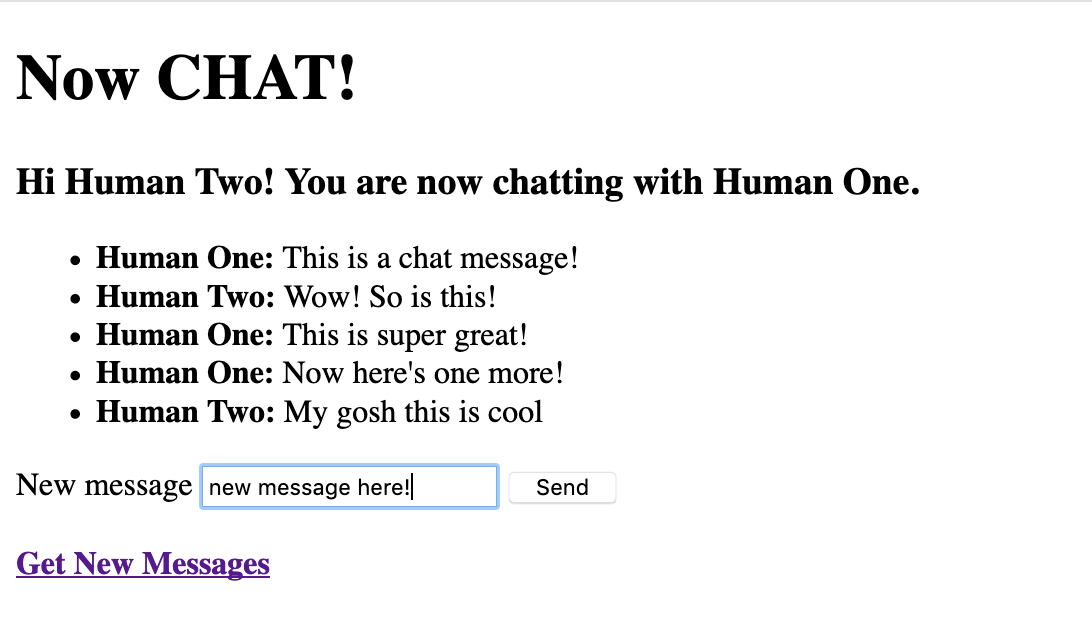 Now CHAT!
Hi Human Two! You are now chatting with Human One.
Human One: This is a chat message!
Human Two: Wow! So is this!
Human One: This is super great!
Human One: Now here's one more!
Human Two: My gosh this is cool
New message new message here! Send
Get New Messages